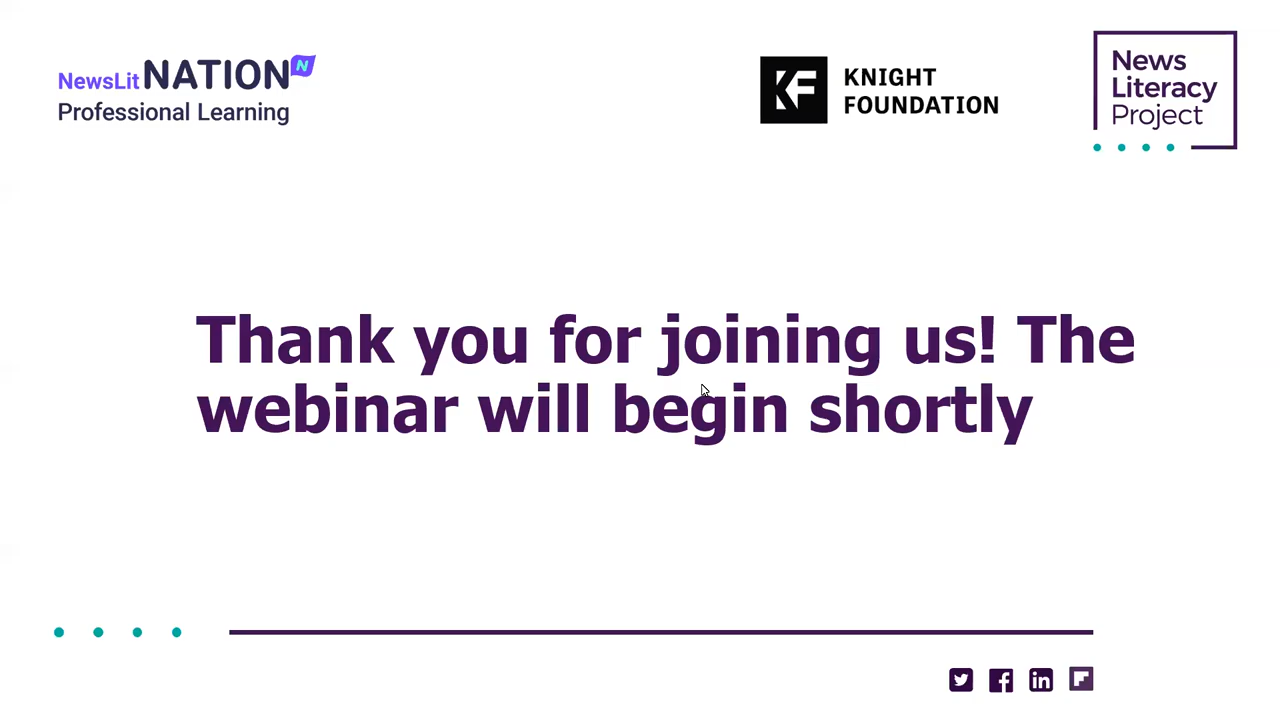 NewsLit NATION N
Professional Learning
KF KNIGHT
FOUNDATION
News
Literacy
Project
Thank you for joining us! The
webinar will begin shortly